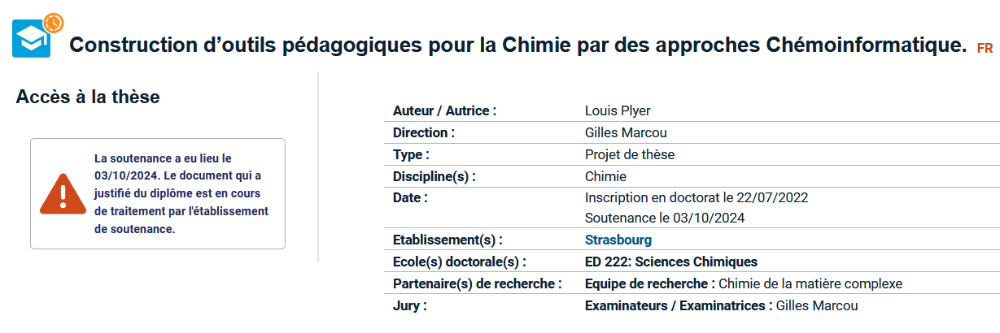 Construction d'outils pédagogiques pour la Chimie par des approches Chémoinformatique. FR
Accès à la thèse
La soutenance a eu lieu le
03/10/2024. Le document qui a
justifié du diplôme est en cours
de traitement par l'établissement
de soutenance.
Auteur / Autrice : Louis Plyer
Direction : Gilles Marcou
Type : Projet de thèse
Discipline(s) : Chimie
Date : Inscription en doctorat le 22/07/2022
Soutenance le 03/10/2024
Etablissement(s) : Strasbourg
Ecole(s) doctorale(s) : ED 222: Sciences Chimiques
Partenaire(s) de recherche : Equipe de recherche : Chimie de la matière complexe
Jury : Examinateurs / Examinatrices : Gilles Marcou